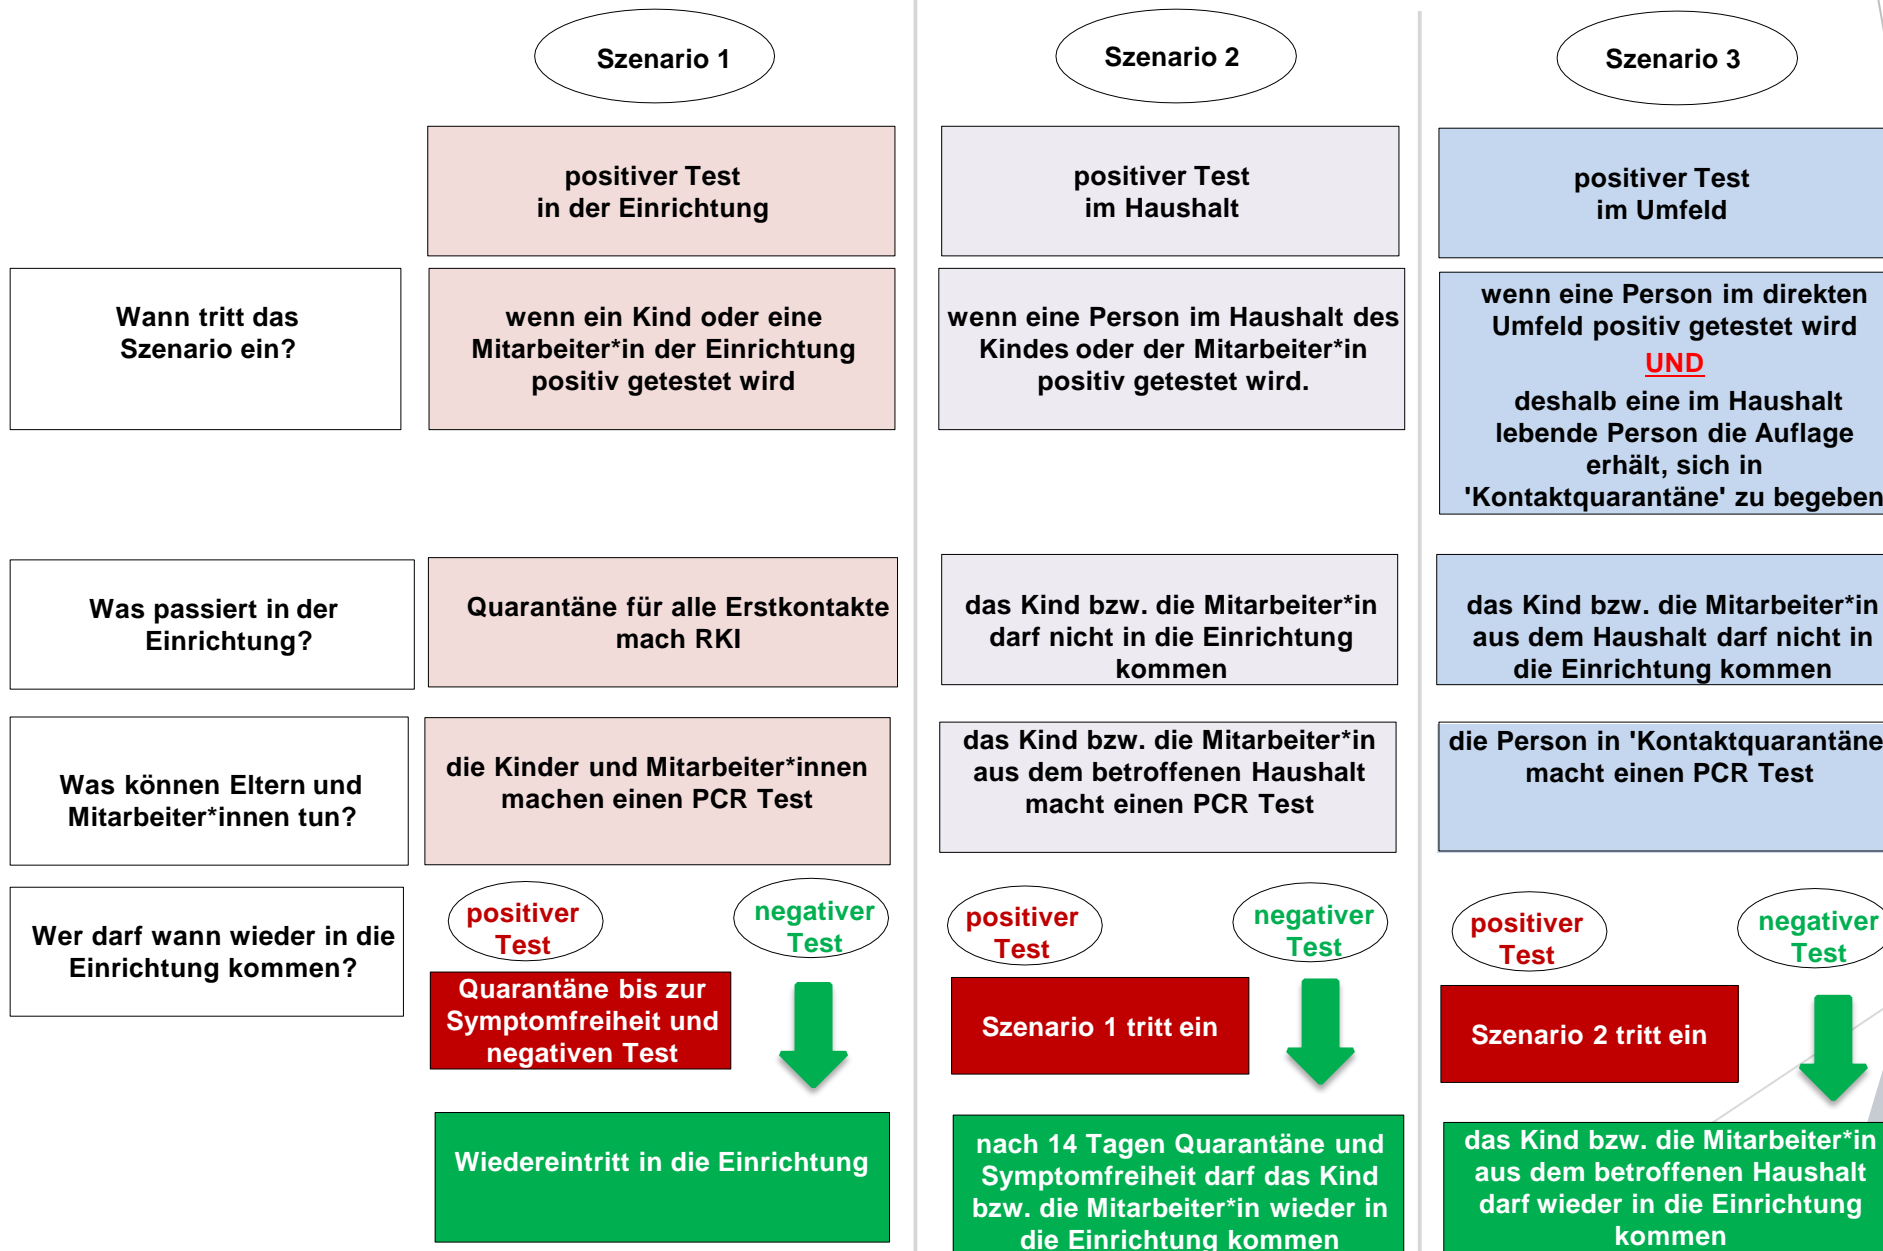 Szenario 1
Szenario 2
Szenario 3
positiver Test
in der Einrichtung
positiver Test
im Haushalt
positiver Test
im Umfeld
Wann tritt das
Szenario ein?
wenn ein Kind oder eine
Mitarbeiter*in der Einrichtung
positiv getestet wird
wenn eine Person im Haushalt des
Kindes oder der Mitarbeiter*in
positiv getestet wird.
wenn eine Person im direkten
Umfeld positiv getestet wird
UND
deshalb eine im Haushalt
lebende Person die Auflage
erhält, sich in
'Kontaktquarantäne' zu begeben
Was passiert in der
Einrichtung?
Quarantäne für alle Erstkontakte
mach RKI
das Kind bzw. die Mitarbeiter*in
darf nicht in die Einrichtung
kommen
das Kind bzw. die Mitarbeiter*in
aus dem Haushalt darf nicht in
die Einrichtung kommen
Was können Eltern und
Mitarbeiter*innen tun?
die Kinder und Mitarbeiter*innen
machen einen PCR Test
das Kind bzw. die Mitarbeiter*in
aus dem betroffenen Haushalt
macht einen PCR Test
die Person in 'Kontaktquarantäne
macht einen PCR Test
Wer darf wann wieder in die
Einrichtung kommen?
positiver
Test
negativer
Test
Quarantäne bis zur
Symptomfreiheit und
negativen Test
Wiedereintritt in die Einrichtung
positiver
Test
negativer
Test
Szenario 1 tritt ein
nach 14 Tagen Quarantäne und
Symptomfreiheit darf das Kind
bzw. die Mitarbeiter*in wieder in
die Einrichtung kommen
positiver
Test
negativer
Test
Szenario 2 tritt ein
das Kind bzw. die Mitarbeiter*in
aus dem betroffenen Haushalt
darf wieder in die Einrichtung
kommen